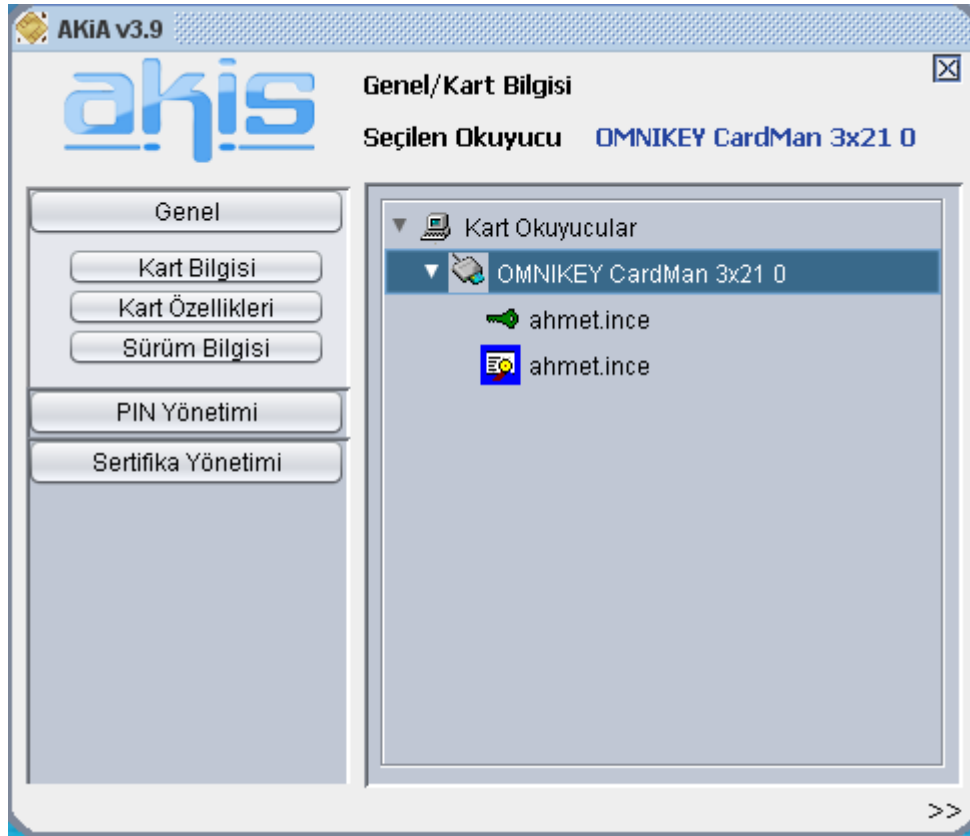 AKiA v3.9
akis
Genel/Kart Bilgisi
Seçilen Okuyucu OMNIKEY CardMan 3x21 0
Genel
Kart Bilgisi
Kart Özellikleri
Sürüm Bilgisi
PIN Yönetimi
Sertifika Yönetimi
Kart Okuyucular
OMNIKEY CardMan 3x21 0
ahmet.ince
ahmet.ince
>>